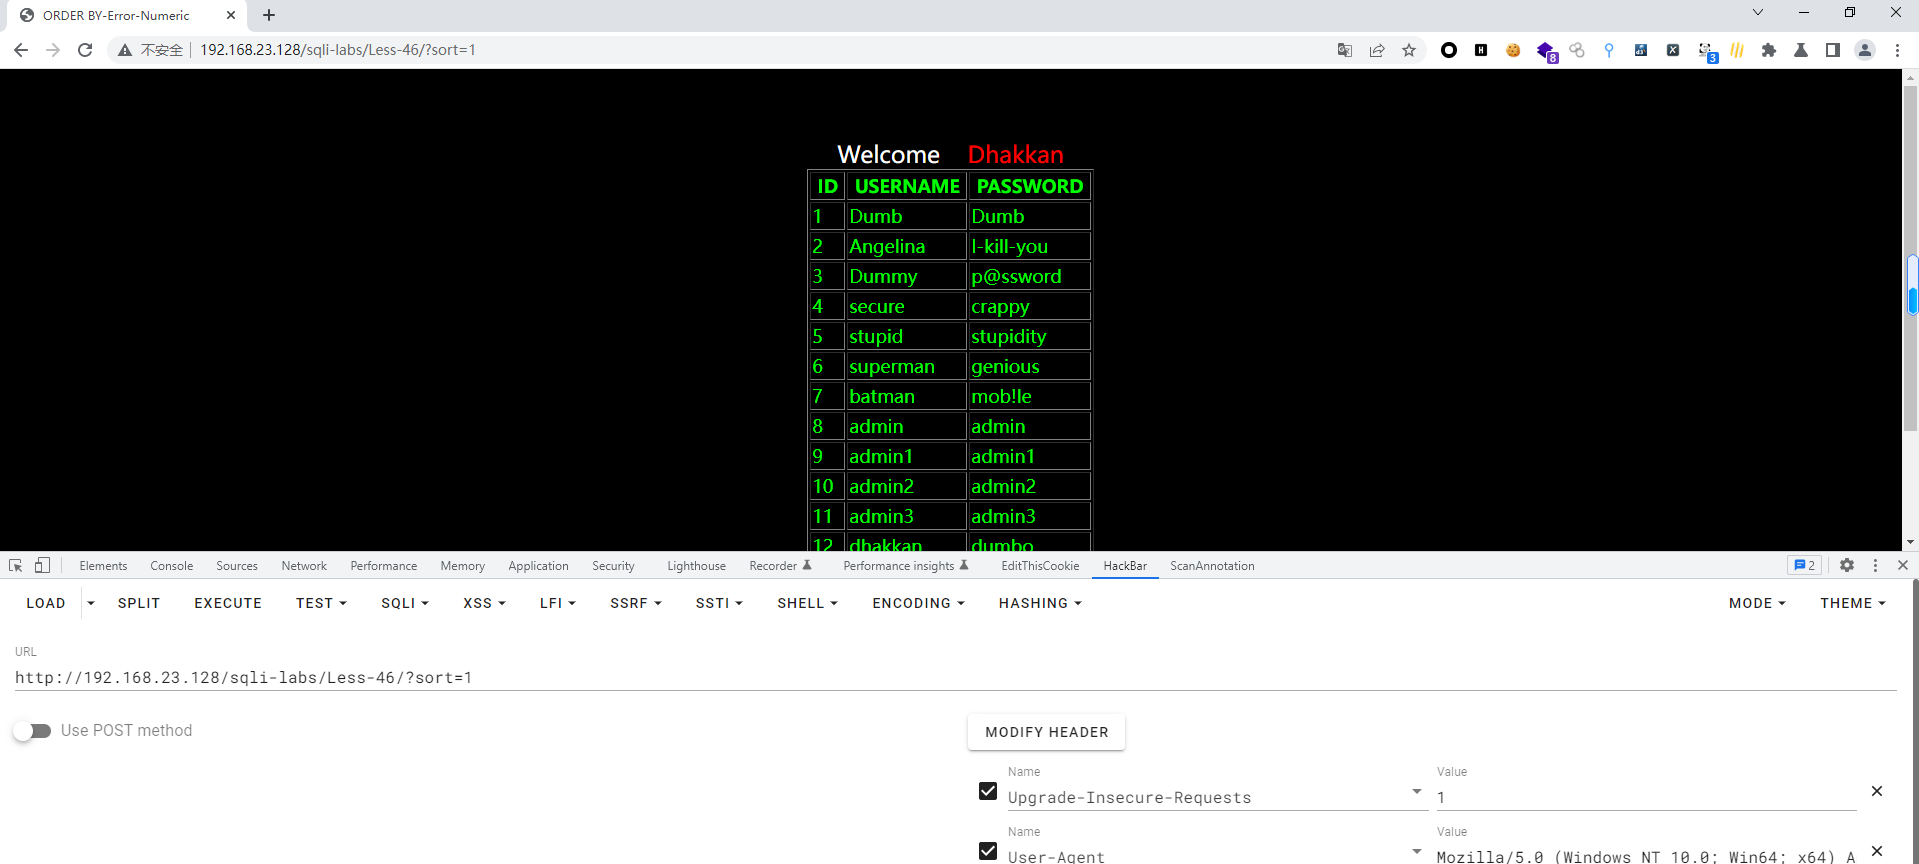 ORDER BY-Error-Numeric
不安全 192.168.23.128/sqli-labs/Less-46/?sort=1
8
3
Welcome Dhakkan
ID USERNAME PASSWORD
1 Dumb Dumb
2 Angelina I-kill-you
3 Dummy p@ssword
4 secure crappy
5 stupid stupidity
6 superman genious
7 batman mob!le
8 admin admin
9 admin1 admin1
10 admin2 admin2
11 admin3 admin3
12 dhakkan dumbo
Elements Console Sources Network Performance Memory Application Security Lighthouse Recorder Performance insights EditThisCookie HackBar ScanAnnotation 2
LOAD SPLIT EXECUTE TEST SQLI XSS LFI SSRF SSTI SHELL ENCODING HASHING MODE THEME
URL
http://192.168.23.128/sqli-labs/Less-46/?sort=1
Use POST method
MODIFY HEADER
Name Value
Upgrade-Insecure-Requests 1
Name Value
User-Agent Mozilla/5.0 (Windows NT 10.0; Win64; x64) A